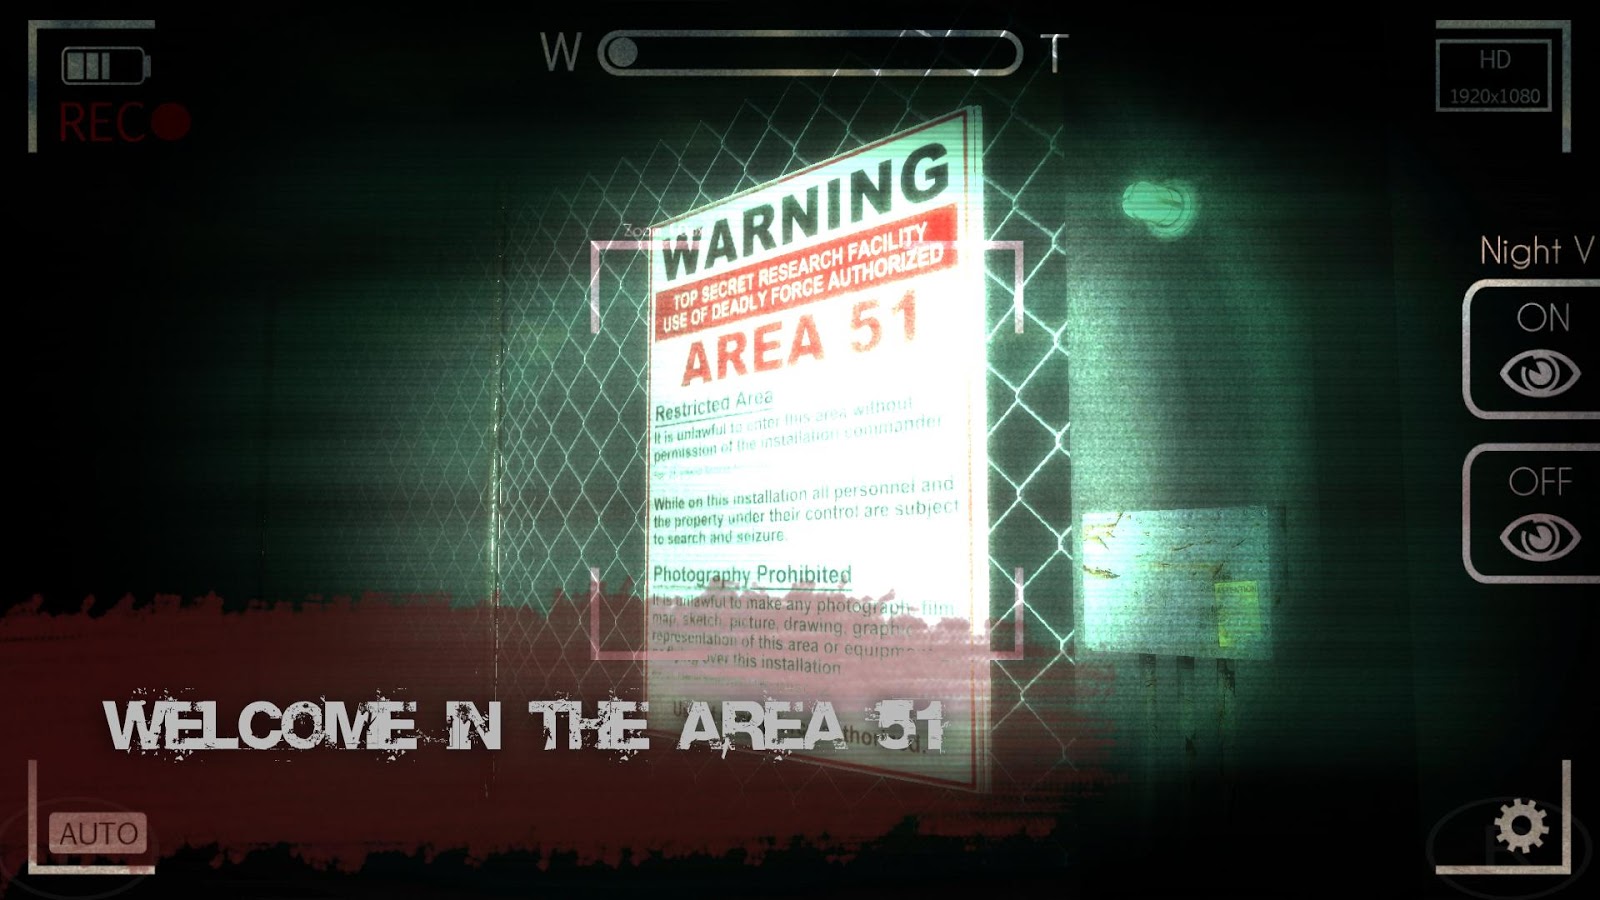 W
T
HD
1920x1080
REC
WARNING
TOP SECRET RESEARCH FACILITY
USE OF DEADLY FORCE AUTHORIZED
AREA 51
Night V
ON
OFF
Restricted Area
It is unlawful to enter this area without
permission of the installation commander
While on this installation all personnel and
the property under their control are subject
to search and seizure.
Photography Prohibited
It is unlawful to make any photograph, film
map, sketch, picture, drawing, graphic
representation of this area or
over this installation
WELCOME IN THE AREA 51
AUTO